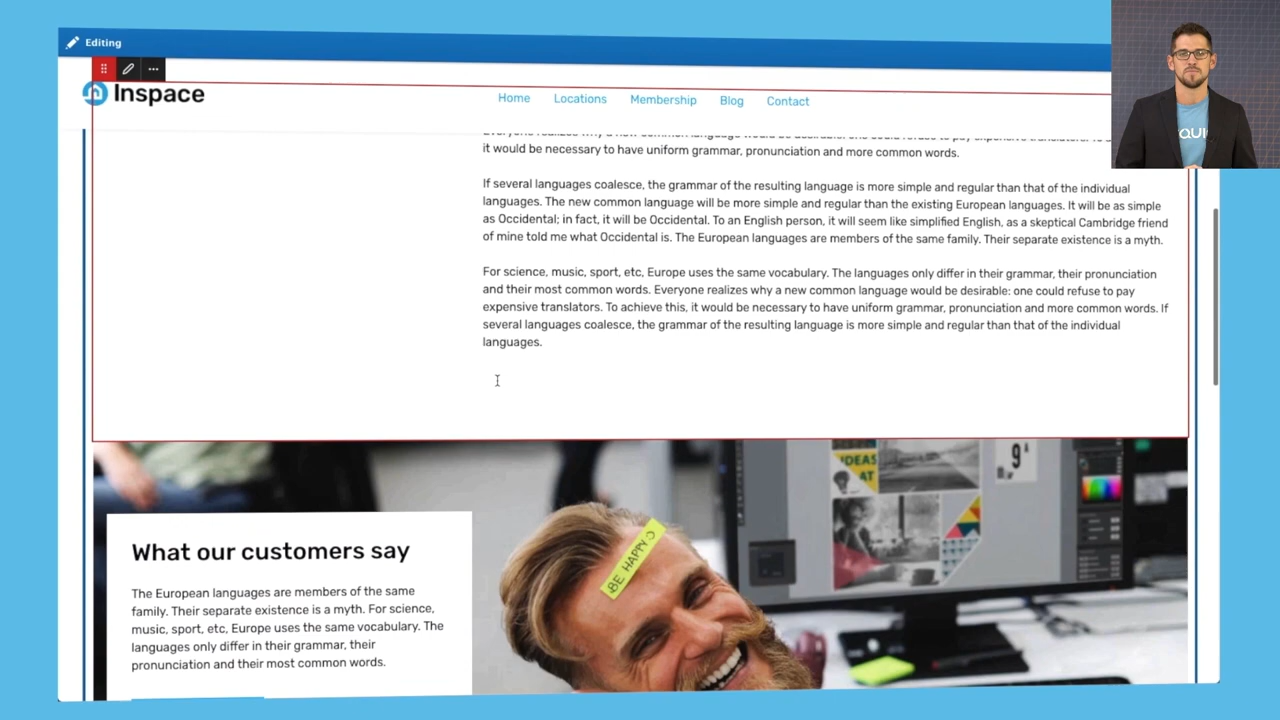 Editing
Inspace
Home Locations Membership Blog Contact
it would be necessary to have uniform grammar, pronunciation and more common words.
If several languages coalesce, the grammar of the resulting language is more simple and regular than that of the individual
languages. The new common language will be more simple and regular than the existing European languages. It will be as simple
as Occidental; in fact, it will be Occidental. To an English person, it will seem like simplified English, as a skeptical Cambridge friend
of mine told me what Occidental is. The European languages are members of the same family. Their separate existence is a myth.
For science, music, sport, etc, Europe uses the same vocabulary. The languages only differ in their grammar, their pronunciation
and their most common words. Everyone realizes why a new common language would be desirable: one could refuse to pay
expensive translators. To achieve this, it would be necessary to have uniform grammar, pronunciation and more common words. If
several languages coalesce, the grammar of the resulting language is more simple and regular than that of the individual
languages.
IDEAS
AT
9
BE HAPPY
What our customers say
The European languages are members of the same
family. Their separate existence is a myth. For science,
music, sport, etc, Europe uses the same vocabulary. The
languages only differ in their grammar, their
pronunciation and their most common words.